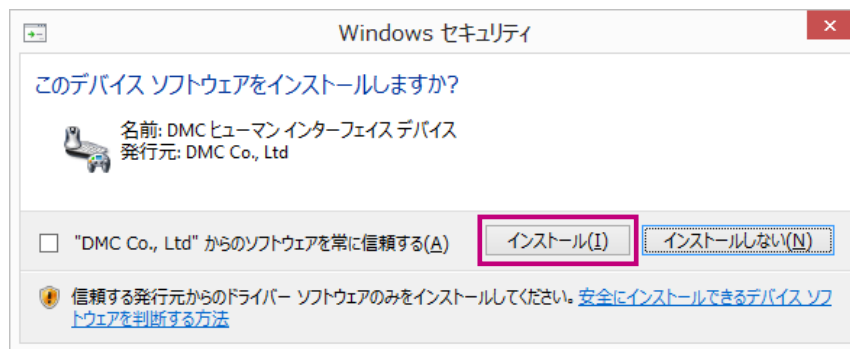 Windows セキュリティ
このデバイス ソフトウェアをインストールしますか?
名前: DMC ヒューマン インターフェイス デバイス
発行元: DMC Co., Ltd
"DMC Co., Ltd" からのソフトウェアを常に信頼する(A)
インストール(I)
インストールしない(N)
信頼する発行元からのドライバー ソフトウェアのみをインストールしてください。安全にインストールできるデバイス ソフ
トウェアを判断する方法